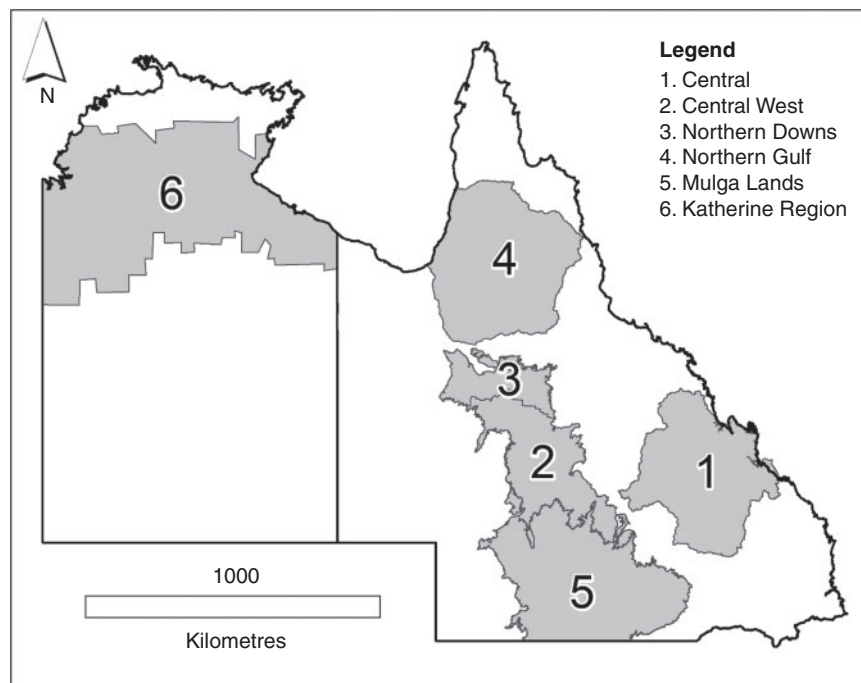 N
Legend
1. Central
2. Central West
3. Northern Downs
4. Northern Gulf
5. Mulga Lands
6. Katherine Region
6
4
3
2
1
5
1000
Kilometres